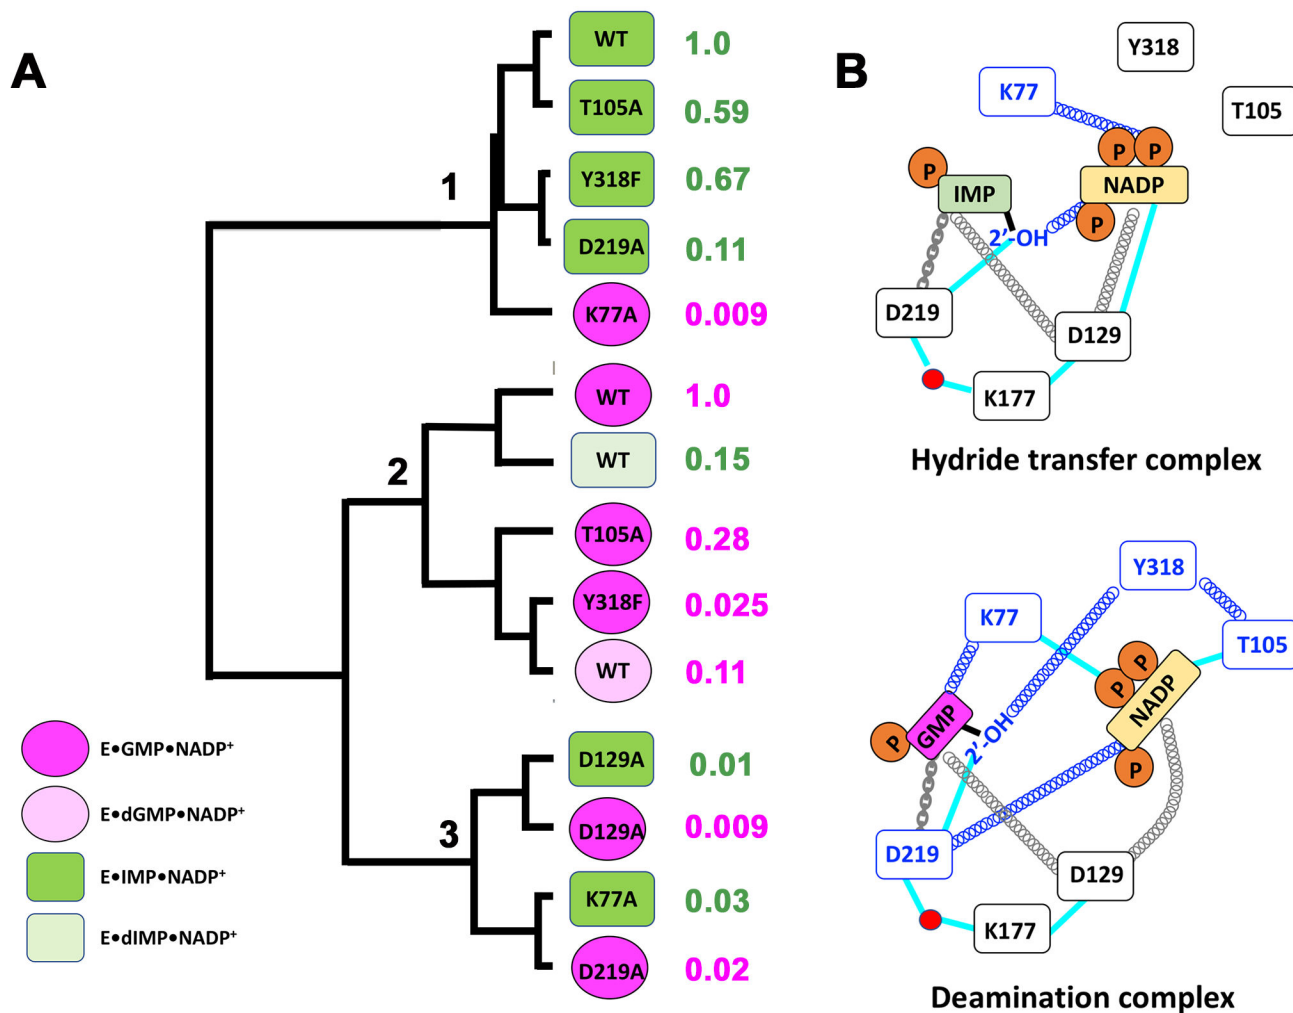 A
1
WT 1.0
T105A 0.59
Y318F 0.67
D219A 0.11
K77A 0.009
2
WT 1.0
WT 0.15
T105A 0.28
Y318F 0.025
WT 0.11
3
D129A 0.01
D129A 0.009
K77A 0.03
D219A 0.02
E•GMP•NADP⁺
E•dGMP•NADP⁺
E•IMP•NADP⁺
E•dIMP•NADP⁺
B
Y318
K77
T105
P P
P
IMP
NADP
P
2’-OH
D219
D129
K177
Hydride transfer complex
Y318
K77
T105
P
P
NADP
GMP
P
2’-OH
P
D219
D129
K177
Deamination complex